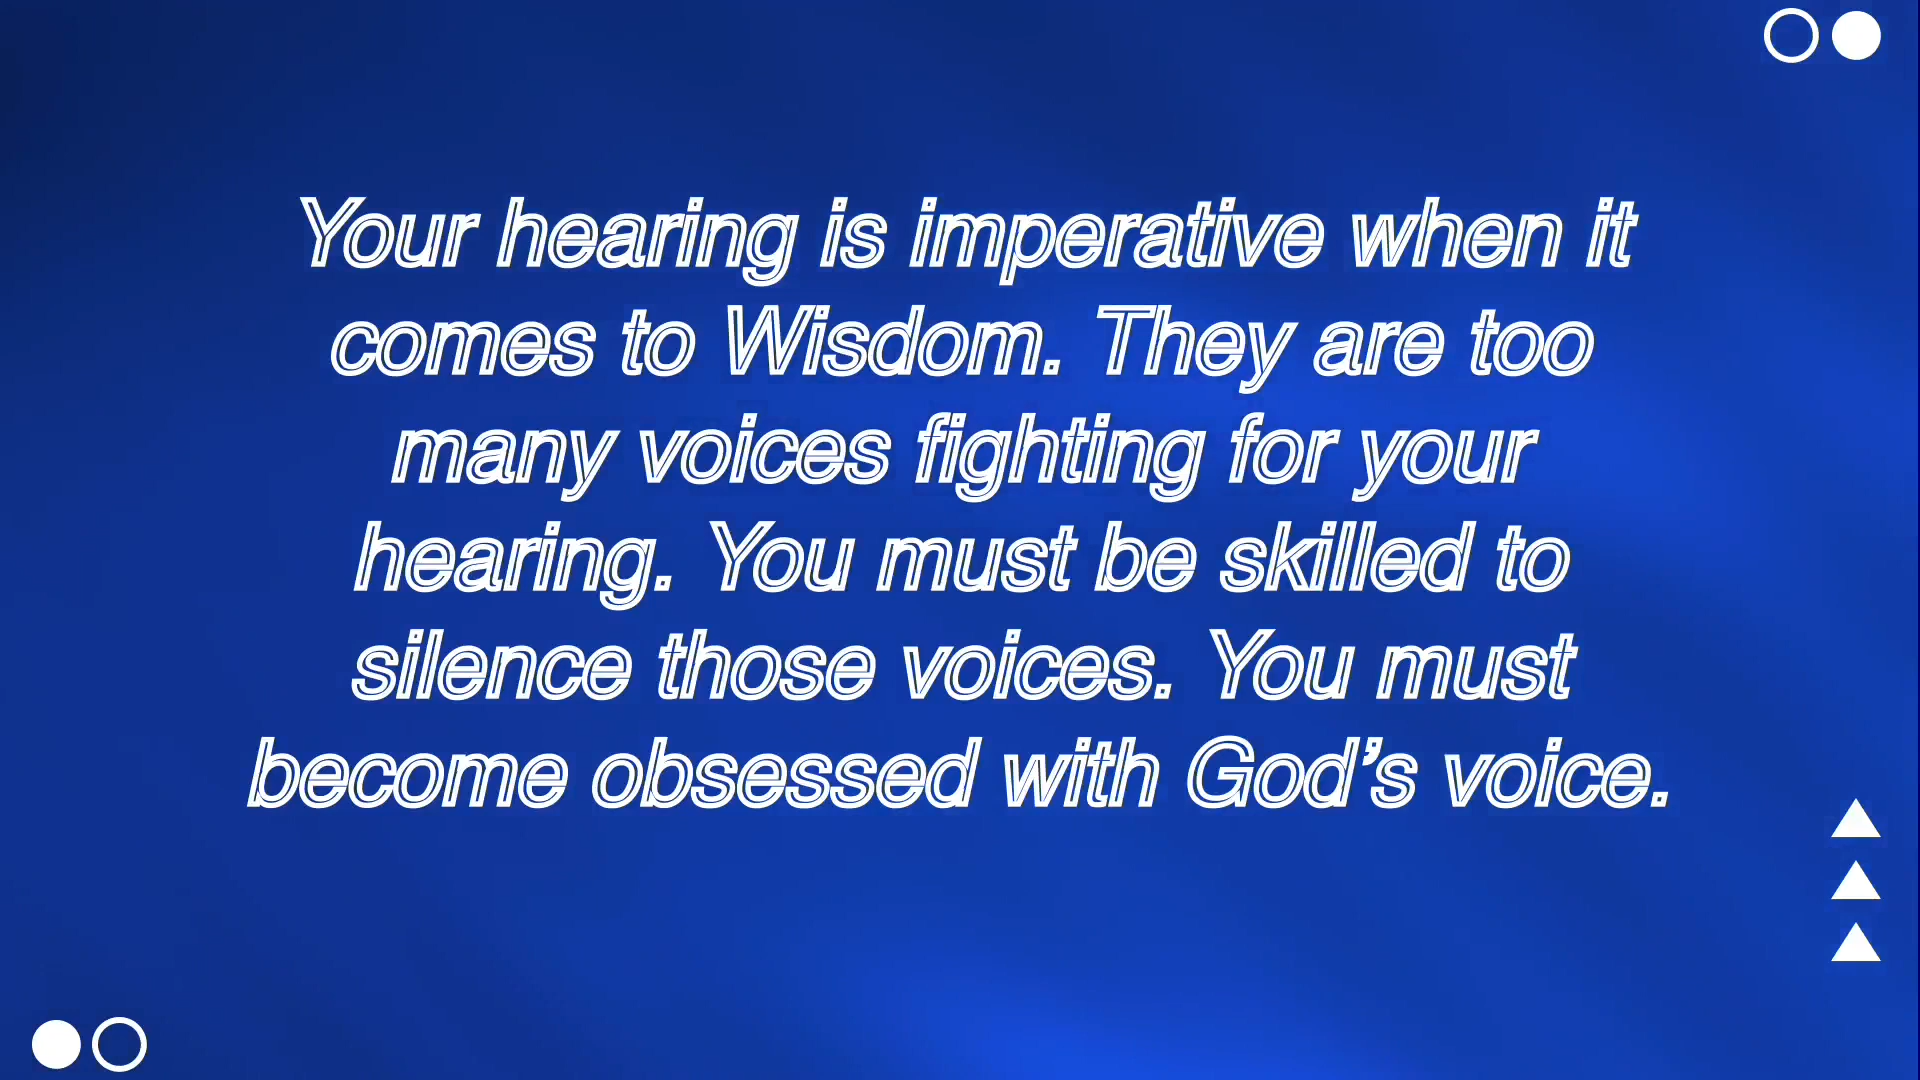 Your hearing is imperative when it
comes to Wisdom. They are too
many voices fighting for your
hearing. You must be skilled to
silence those voices. You must
become obsessed with God’s voice.